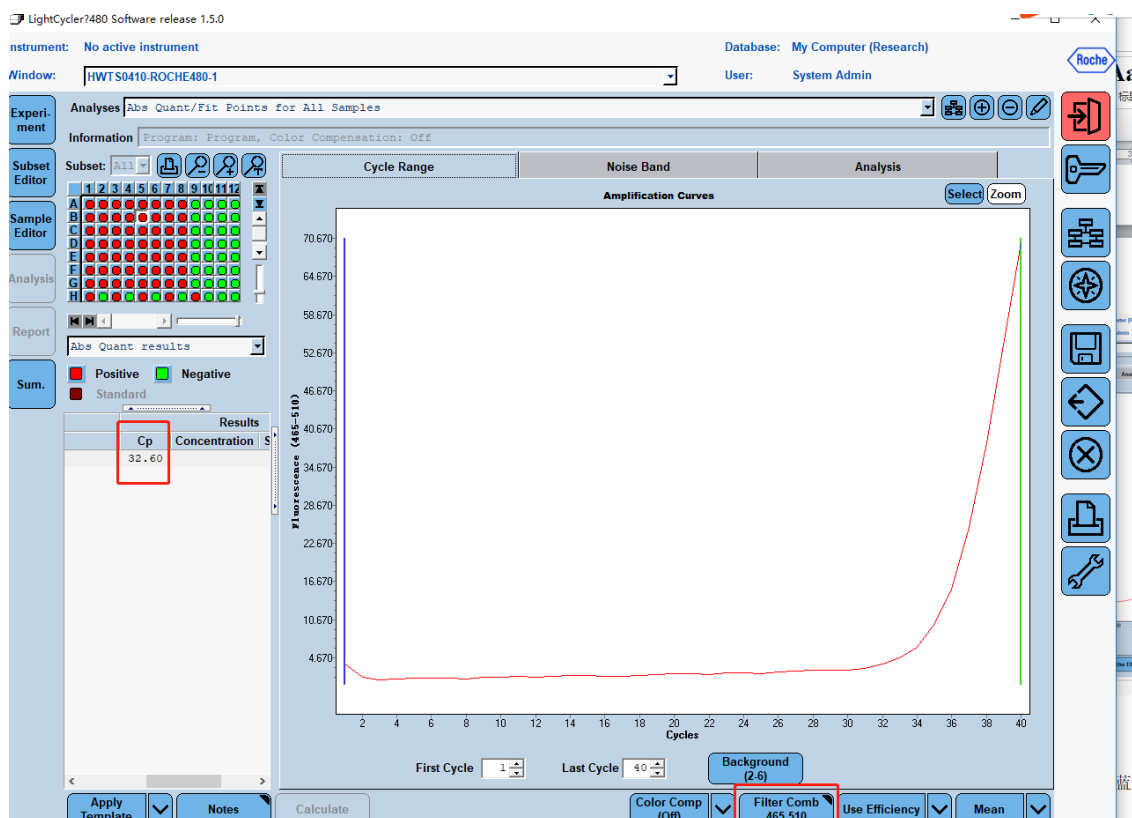 LightCycler?480 Software release 1.5.0
nstrument: No active instrument
Database: My Computer (Research)
Window: HWTS0410-ROCHE480-1
User: System Admin
Roche
Experi-
ment
Subset
Editor
Sample
Editor
Analysis
Report
Sum.
Analyses Abs Quant/Fit Points for All Samples
Information Program: Program, Color Compensation: Off
Subset: All
1 2 3 4 5 6 7 8 9 10 11 12
A
B
C
D
E
F
G
H
Abs Quant results
Positive Negative
Standard
Results
Cp Concentration S
32.60
Cycle Range Noise Band Analysis
Amplification Curves
Select Zoom
70.670
64.670
58.670
52.670
46.670
40.670
34.670
28.670
22.670
16.670
10.670
4.670
Fluorescence (465-510)
2 4 6 8 10 12 14 16 18 20 22 24 26 28 30 32 34 36 38 40
Cycles
First Cycle 1 Last Cycle 40 Background
(2-6)
Apply
Template
Notes
Calculate
Color Comp
(Off)
Filter Comb
465-510
Use Efficiency
Mean
蓝